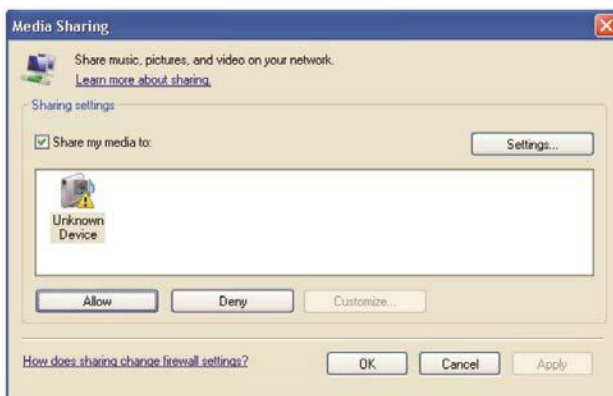 Media Sharing
Share music, pictures, and video on your network.
Learn more about sharing.
Sharing settings
Share my media to:
Settings...
Unknown
Device
Allow
Deny
Customize...
How does sharing change firewall settings?
OK
Cancel
Apply